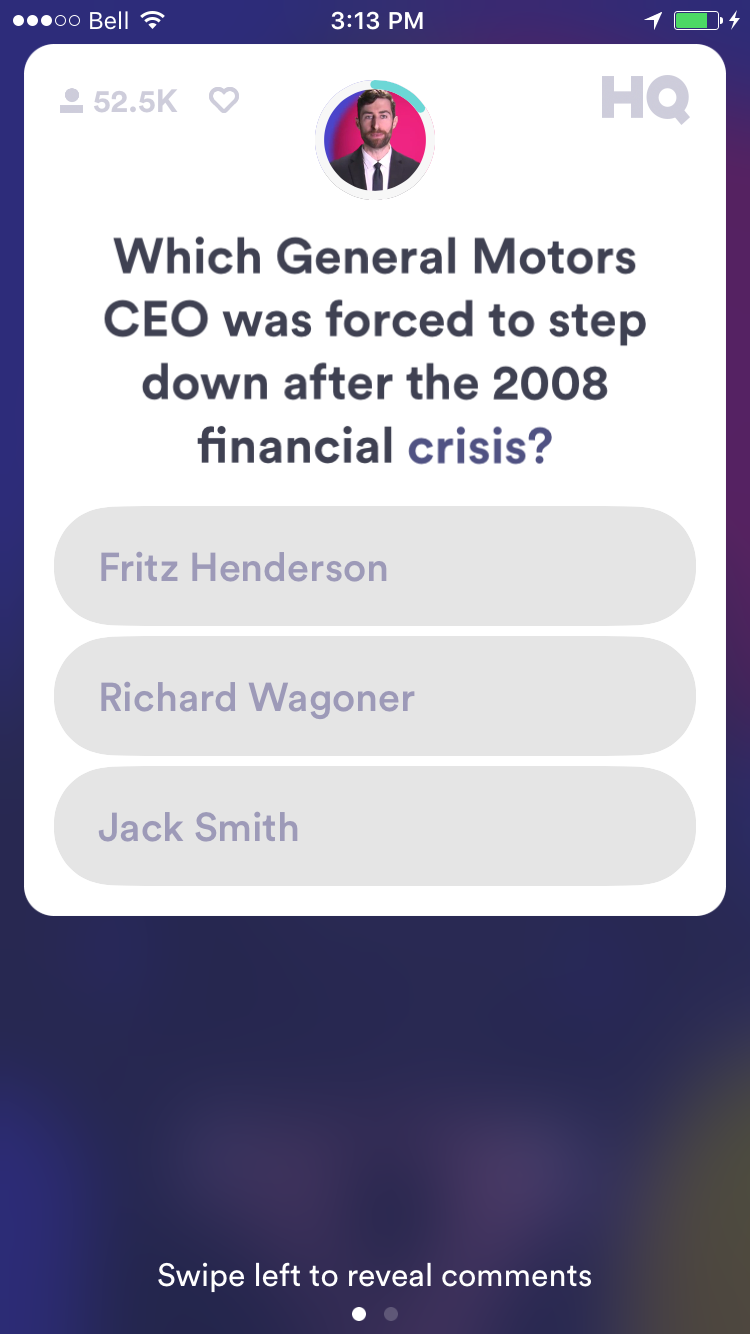 Bell 3:13 PM
52.5K HQ
Which General Motors
CEO was forced to step
down after the 2008
financial crisis?
Fritz Henderson
Richard Wagoner
Jack Smith
Swipe left to reveal comments